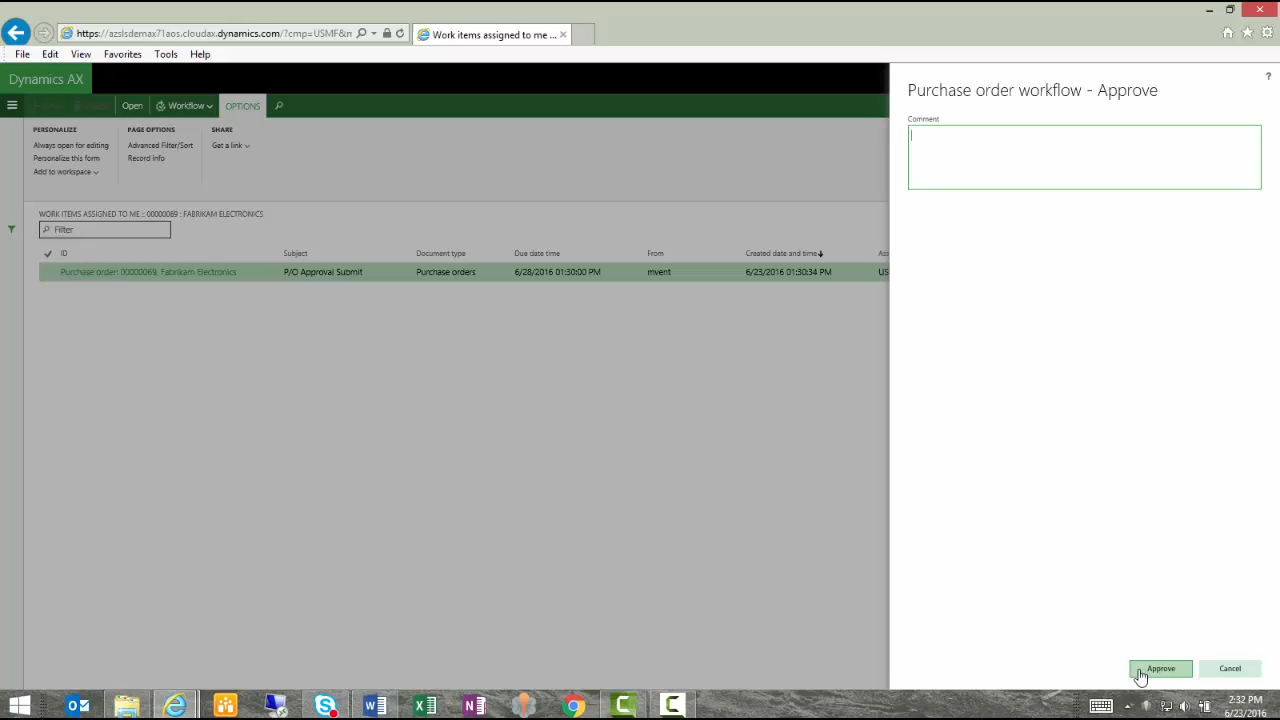 https://azslsdemax71aos.cloudax.dynamics.com/?cmp=USMF&m
Work items assigned to me ...
File Edit View Favorites Tools Help
Dynamics AX
Open Workflow OPTIONS
PERSONALIZE PAGE OPTIONS SHARE
Always open for editing Advanced Filter/Sort Get a link
Personalize this form Record info
Add to workspace
WORK ITEMS ASSIGNED TO ME :: 00000069 : FABRIKAM ELECTRONICS
Filter
ID Subject Document type Due date time From Created date and time
Purchase order: 00000069, Fabrikam Electronics P/O Approval Submit Purchase orders 6/28/2016 01:30:00 PM mvent 6/23/2016 01:30:34 PM US
?
Purchase order workflow - Approve
Comment
Approve Cancel
2:32 PM
6/23/2016